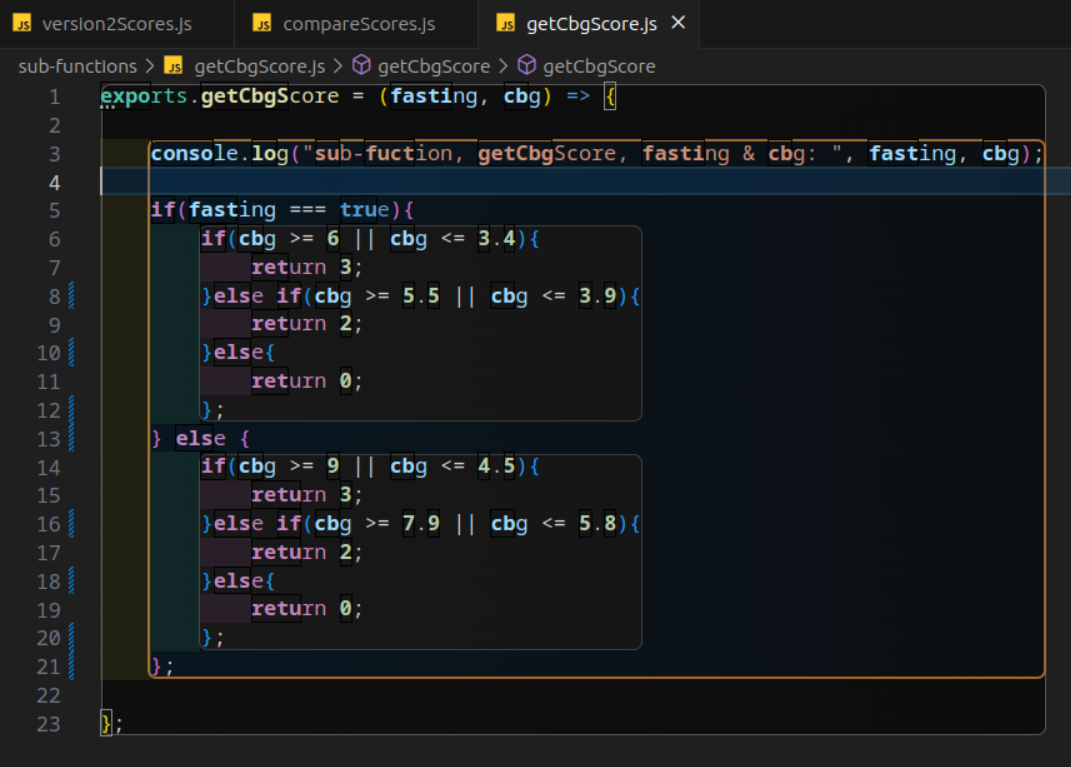 JS version2Scores.js JS compareScores.js JS getCbgScore.js ×
sub-functions > JS getCbgScore.js > getCbgScore > getCbgScore
1 exports.getCbgScore = (fasting, cbg) => {
2
3 console.log("sub-fuction, getCbgScore, fasting & cbg: ", fasting, cbg);
4
5 if(fasting === true){
6 if(cbg >= 6 || cbg <= 3.4){
7 return 3;
8 }else if(cbg >= 5.5 || cbg <= 3.9){
9 return 2;
10 }else{
11 return 0;
12 };
13 } else {
14 if(cbg >= 9 || cbg <= 4.5){
15 return 3;
16 }else if(cbg >= 7.9 || cbg <= 5.8){
17 return 2;
18 }else{
19 return 0;
20 };
21 };
22
23 };